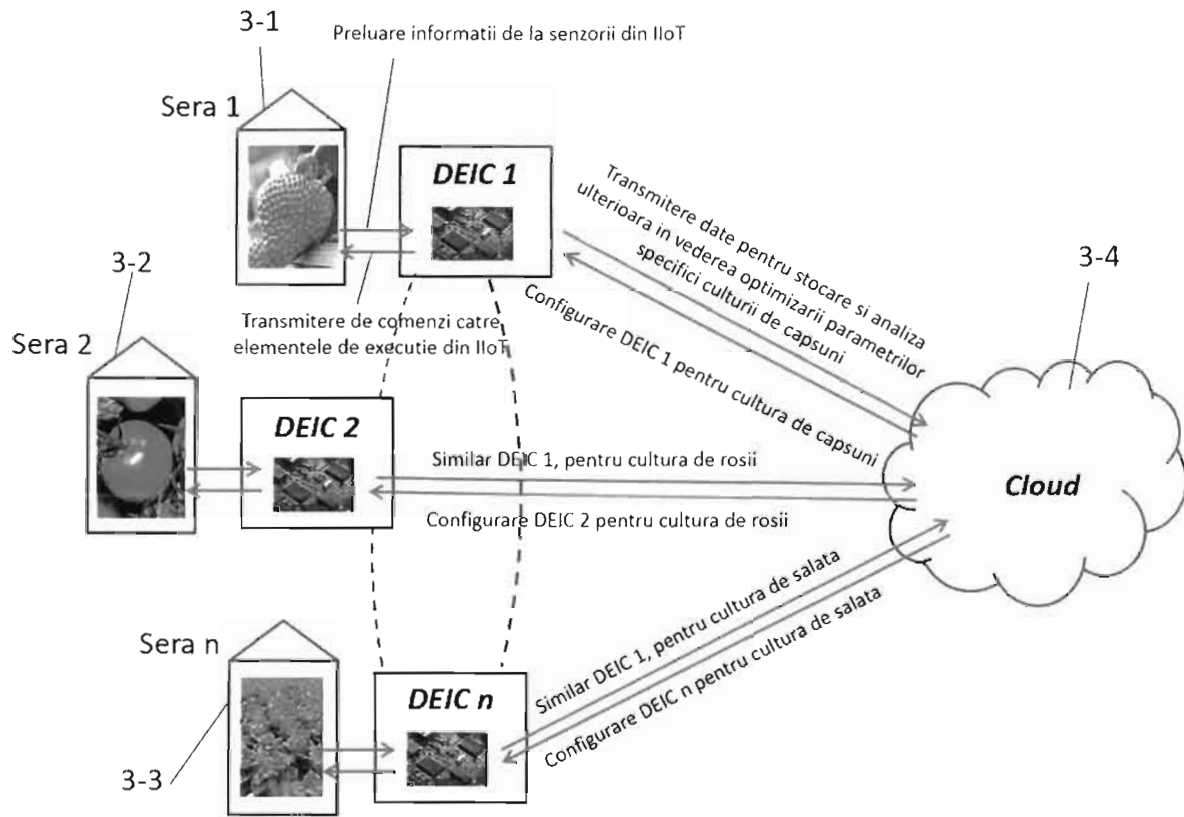 3-1
Preluare informatii de la senzorii din IIoT
Sera 1
DEIC 1
Transmitere date pentru stocare si analiza
ulterioara in vederea optimizarii parametrilor
specifici culturii de capsuni
Configurare DEIC 1 pentru cultura de capsuni
3-4
3-2
Transmitere de comenzi catre
elementele de executie din IIoT
Sera 2
DEIC 2
Similar DEIC 1, pentru cultura de rosii
Configurare DEIC 2 pentru cultura de rosii
Cloud
Sera n
DEIC n
Similar DEIC 1, pentru cultura de salata
Configurare DEIC n pentru cultura de salata
3-3